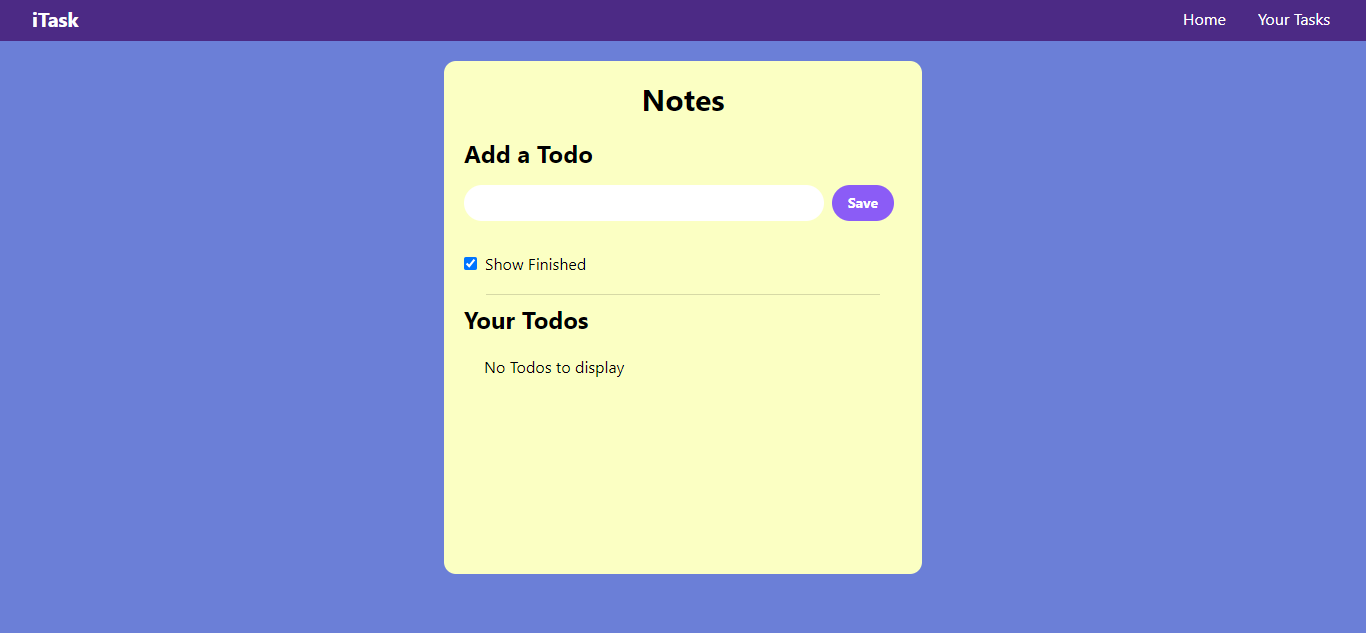 iTask Home Your Tasks
Notes
Add a Todo
Save
Show Finished
Your Todos
No Todos to display